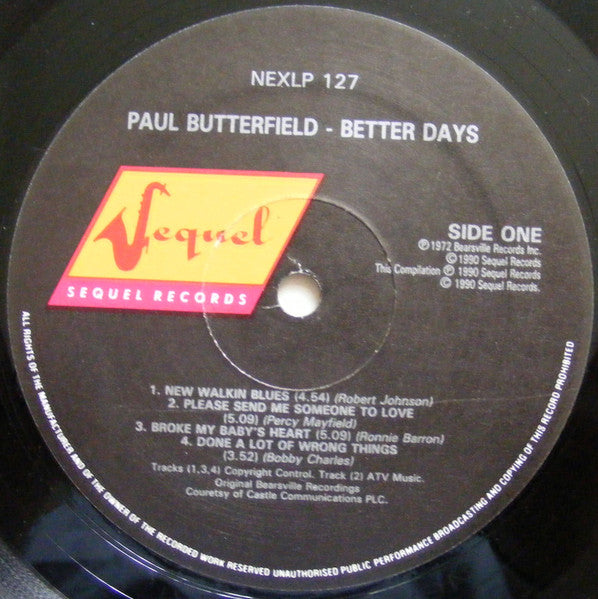 NEXLP 127
PAUL BUTTERFIELD - BETTER DAYS
Sequel
SEQUEL RECORDS
SIDE ONE
℗ 1972 Bearsville Records Inc.
© 1990 Sequel Records
This Compilation ℗ 1990 Sequel Records
© 1990 Sequel Records.
1. NEW WALKIN BLUES (4.54) (Robert Johnson)
2. PLEASE SEND ME SOMEONE TO LOVE
(5.09) (Percy Mayfield)
3. BROKE MY BABY'S HEART (5.09) (Ronnie Barron)
4. DONE A LOT OF WRONG THINGS
(3.52) (Bobby Charles)
Tracks (1,3,4) Copyright Control. Track (2) ATV Music.
Original Bearsville Recordings
Couretsy of Castle Communications PLC.
ALL RIGHTS OF THE MANUFACTURER AND OF THE OWNER OF THE RECORDED WORK RESERVED UNAUTHORISED PUBLIC PERFORMANCE BROADCASTING AND COPYING OF THIS RECORD PROHIBITED